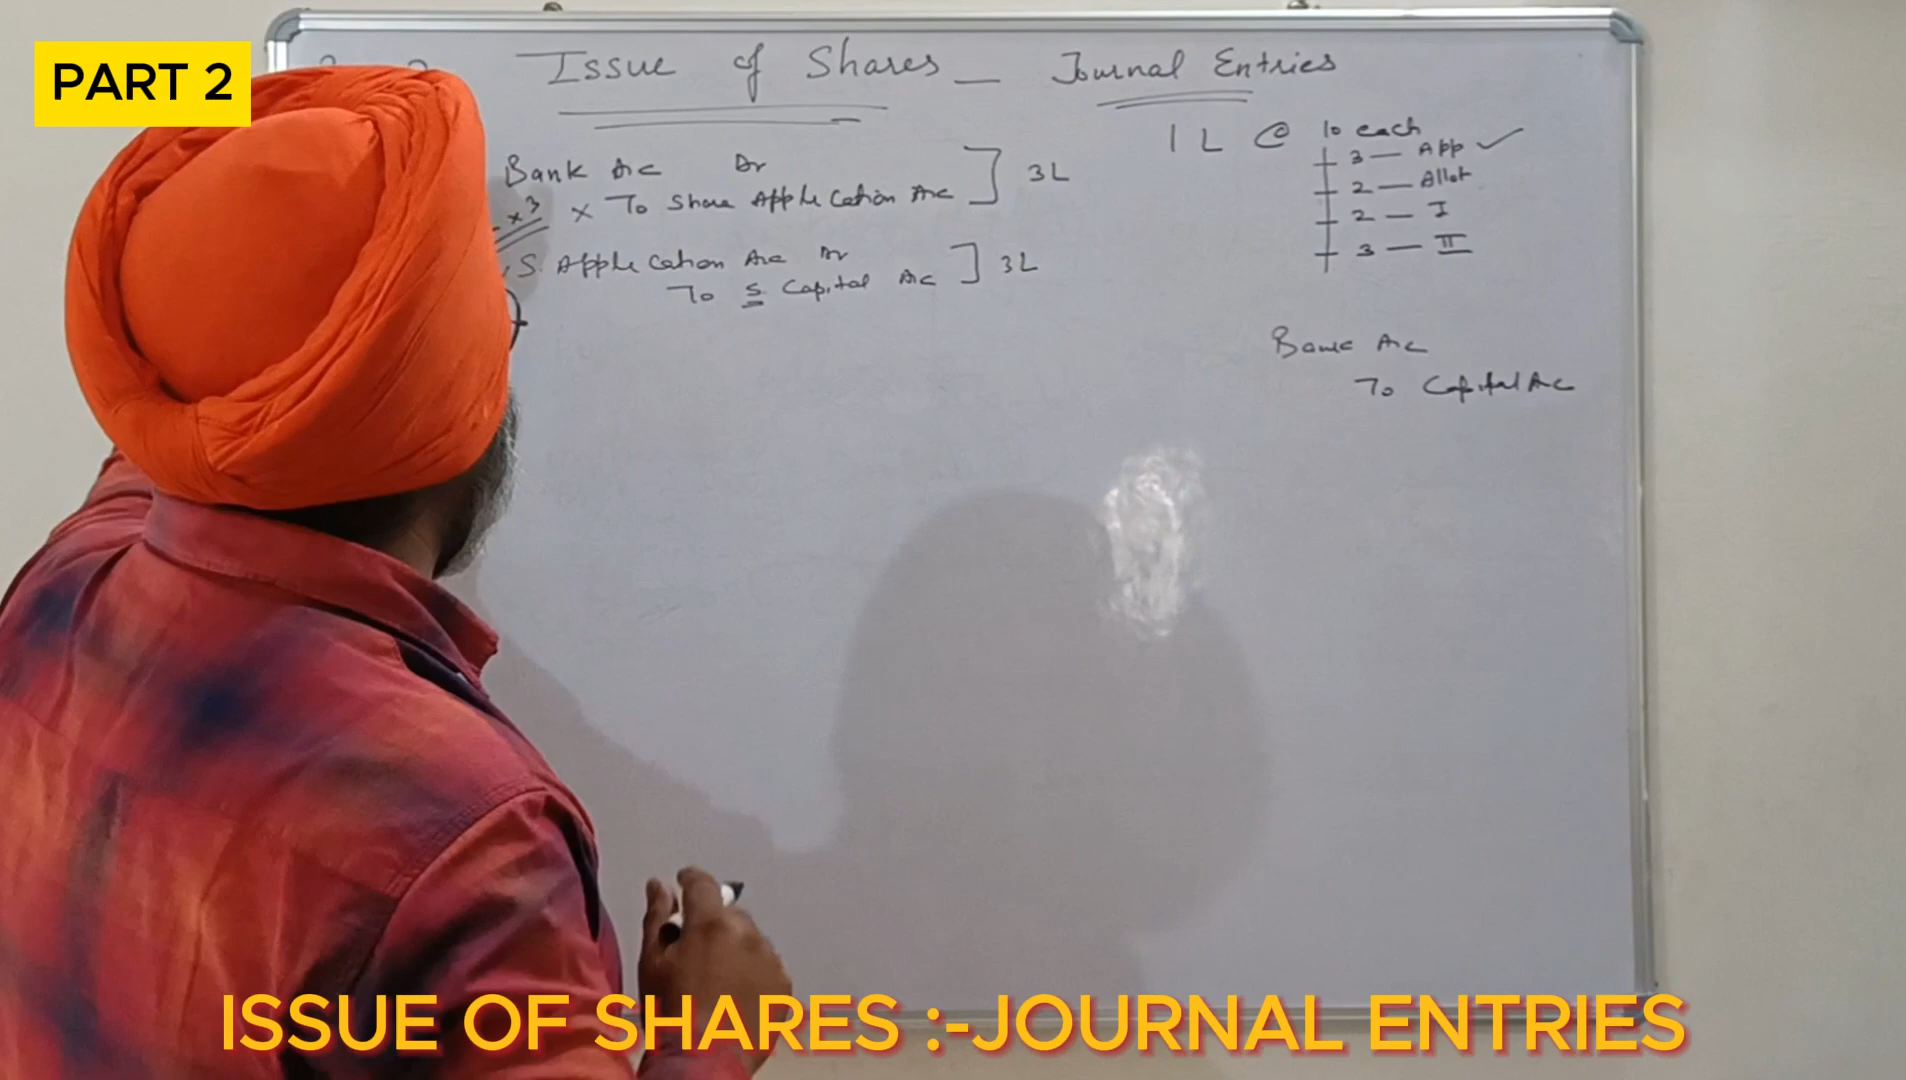 PART 2
Issue of Shares - Journal Entries
1 L @ 10 each
3 - App ✓
2 - Allot
2 - I
3 - II
Bank A/c Dr
x 3 x To Share Application A/c ] 3L
S. Application A/c Dr
To S. Capital A/c ] 3L
Bank A/c
To Capital A/c
ISSUE OF SHARES :-JOURNAL ENTRIES